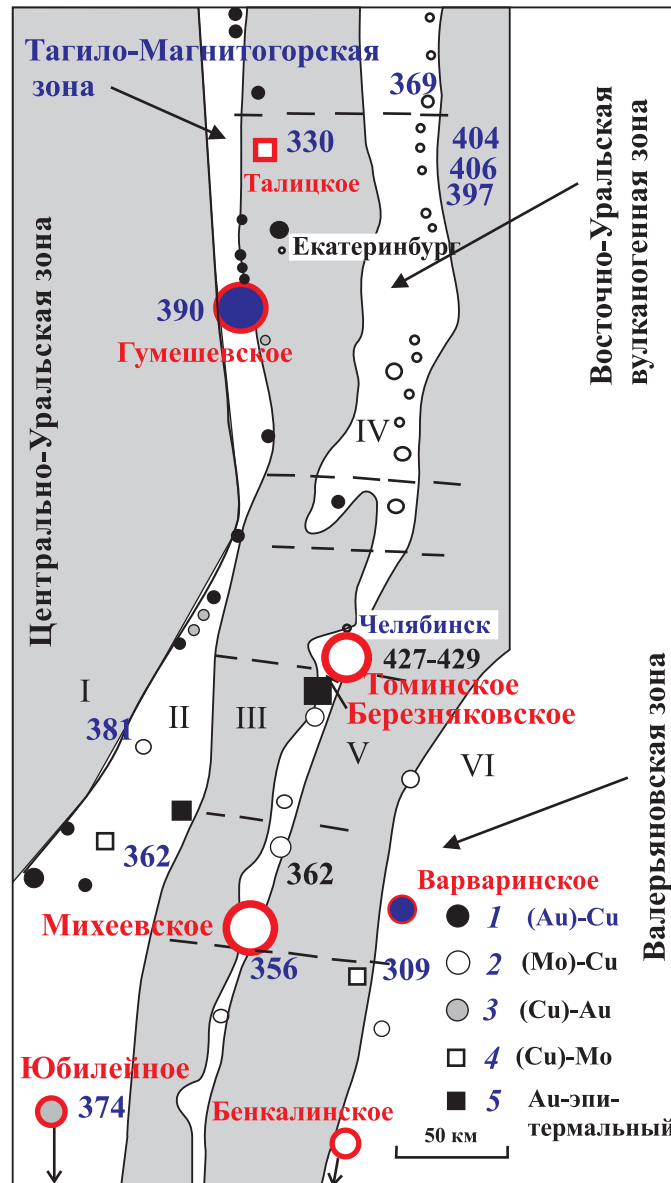 Тагило-Магнитогорская
зона
369
330
404
406
397
Талицкое
Екатеринбург
390
Гумешевское
Центрально-Уральская зона
Восточно-Уральская
вулканогенная зона
IV
Челябинск
427-429
Томинское
Березняковское
I
II
III
V
VI
381
362
362
Валерьяновская зона
Варваринское
Михеевское
356
309
1 (Au)-Cu
2 (Mo)-Cu
3 (Cu)-Au
4 (Cu)-Mo
5 Au-эпи-
термальный
Юбилейное
374
Бенкалинское
50 км